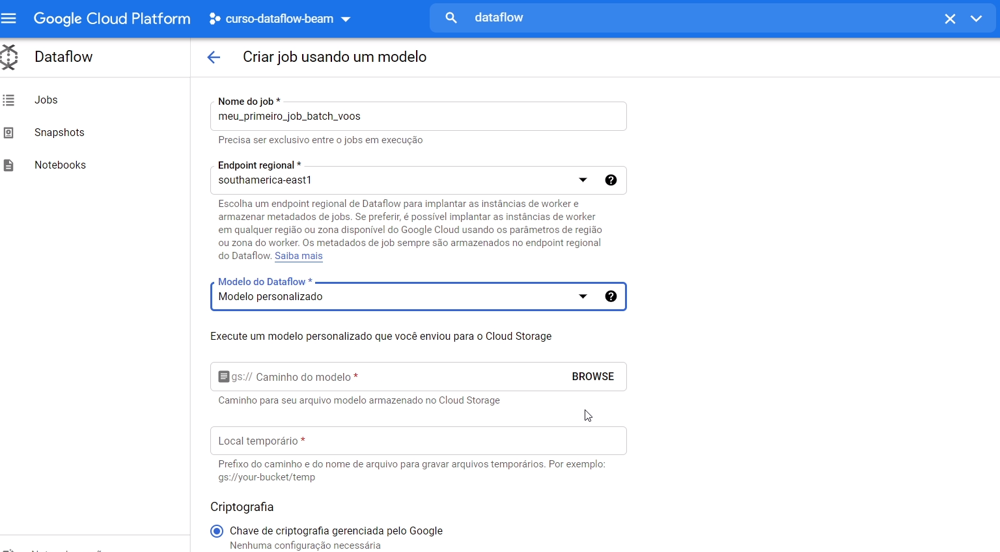 Google Cloud Platform
curso-dataflow-beam
dataflow
Dataflow
Criar job usando um modelo
Jobs
Snapshots
Notebooks
Nome do job *
meu_primeiro_job_batch_voos
Precisa ser exclusivo entre o jobs em execução
Endpoint regional *
southamerica-east1
Escolha um endpoint regional de Dataflow para implantar as instâncias de worker e
armazenar metadados de jobs. Se preferir, é possível implantar as instâncias de worker
em qualquer região ou zona disponível do Google Cloud usando os parâmetros de região
ou zona do worker. Os metadados de job sempre são armazenados no endpoint regional
do Dataflow. Saiba mais
Modelo do Dataflow *
Modelo personalizado
Execute um modelo personalizado que você enviou para o Cloud Storage
gs:// Caminho do modelo *
BROWSE
Caminho para seu arquivo modelo armazenado no Cloud Storage
Local temporário *
Prefixo do caminho e do nome de arquivo para gravar arquivos temporários. Por exemplo:
gs://your-bucket/temp
Criptografia
Chave de criptografia gerenciada pelo Google
Nenhuma configuração necessária